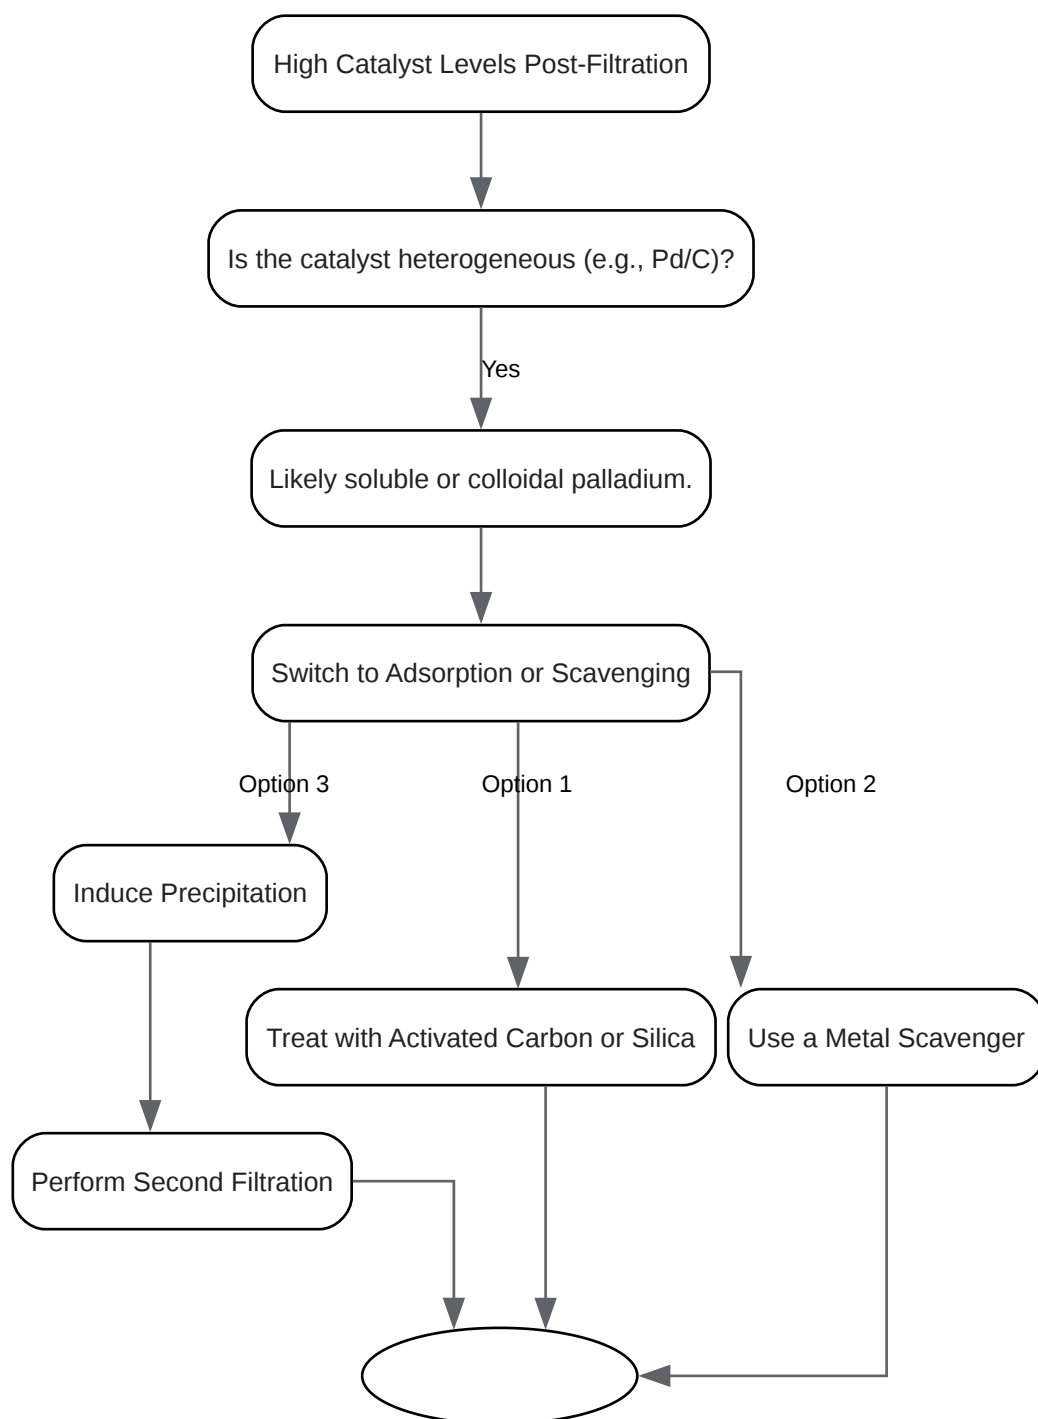 High Catalyst Levels Post-Filtration
Is the catalyst heterogeneous (e.g., Pd/C)?
Yes
Likely soluble or colloidal palladium.
Switch to Adsorption or Scavenging
Option 3
Option 1
Option 2
Induce Precipitation
Treat with Activated Carbon or Silica
Use a Metal Scavenger
Perform Second Filtration